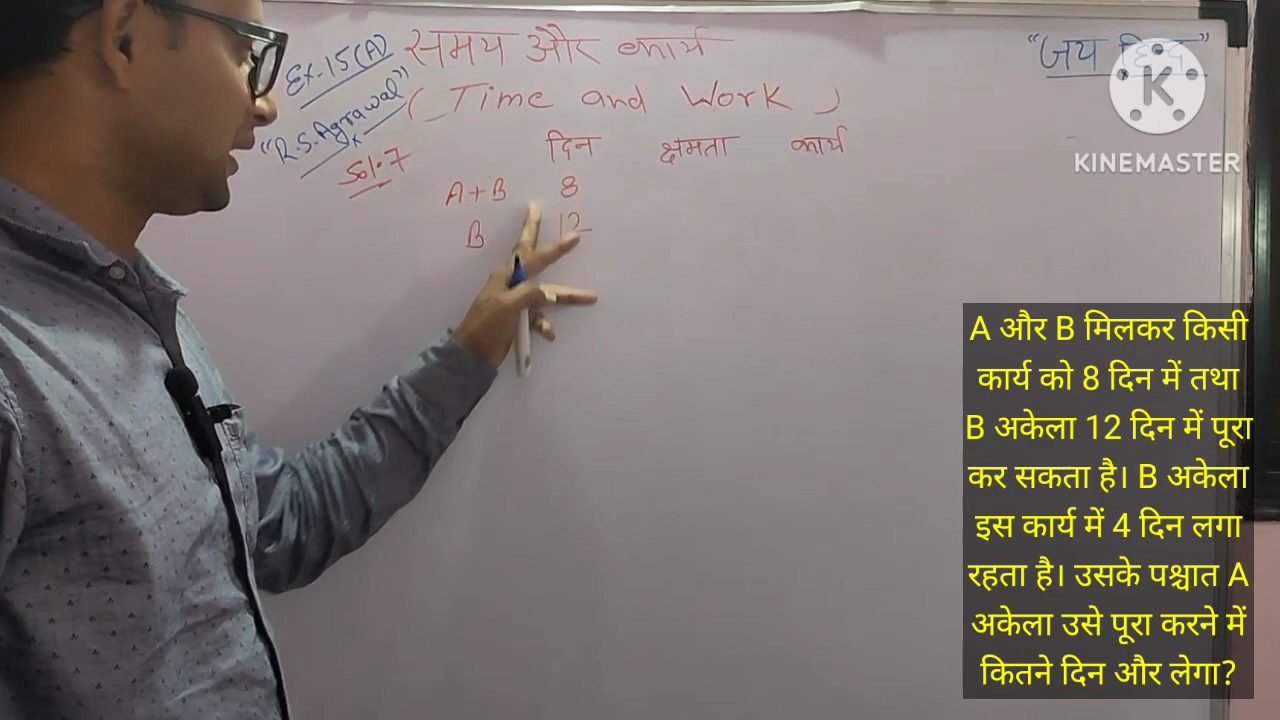 समय और कार्य
"जय हिन्द"
Ex-15(A)
(Time and Work)
"R.S. Agrawal"
Sol.7
दिन क्षमता कार्य
A+B 8
B 12
K
KINEMASTER
A और B मिलकर किसी
कार्य को 8 दिन में तथा
B अकेला 12 दिन में पूरा
कर सकता है। B अकेला
इस कार्य में 4 दिन लगा
रहता है। उसके पश्चात A
अकेला उसे पूरा करने में
कितने दिन और लेगा?